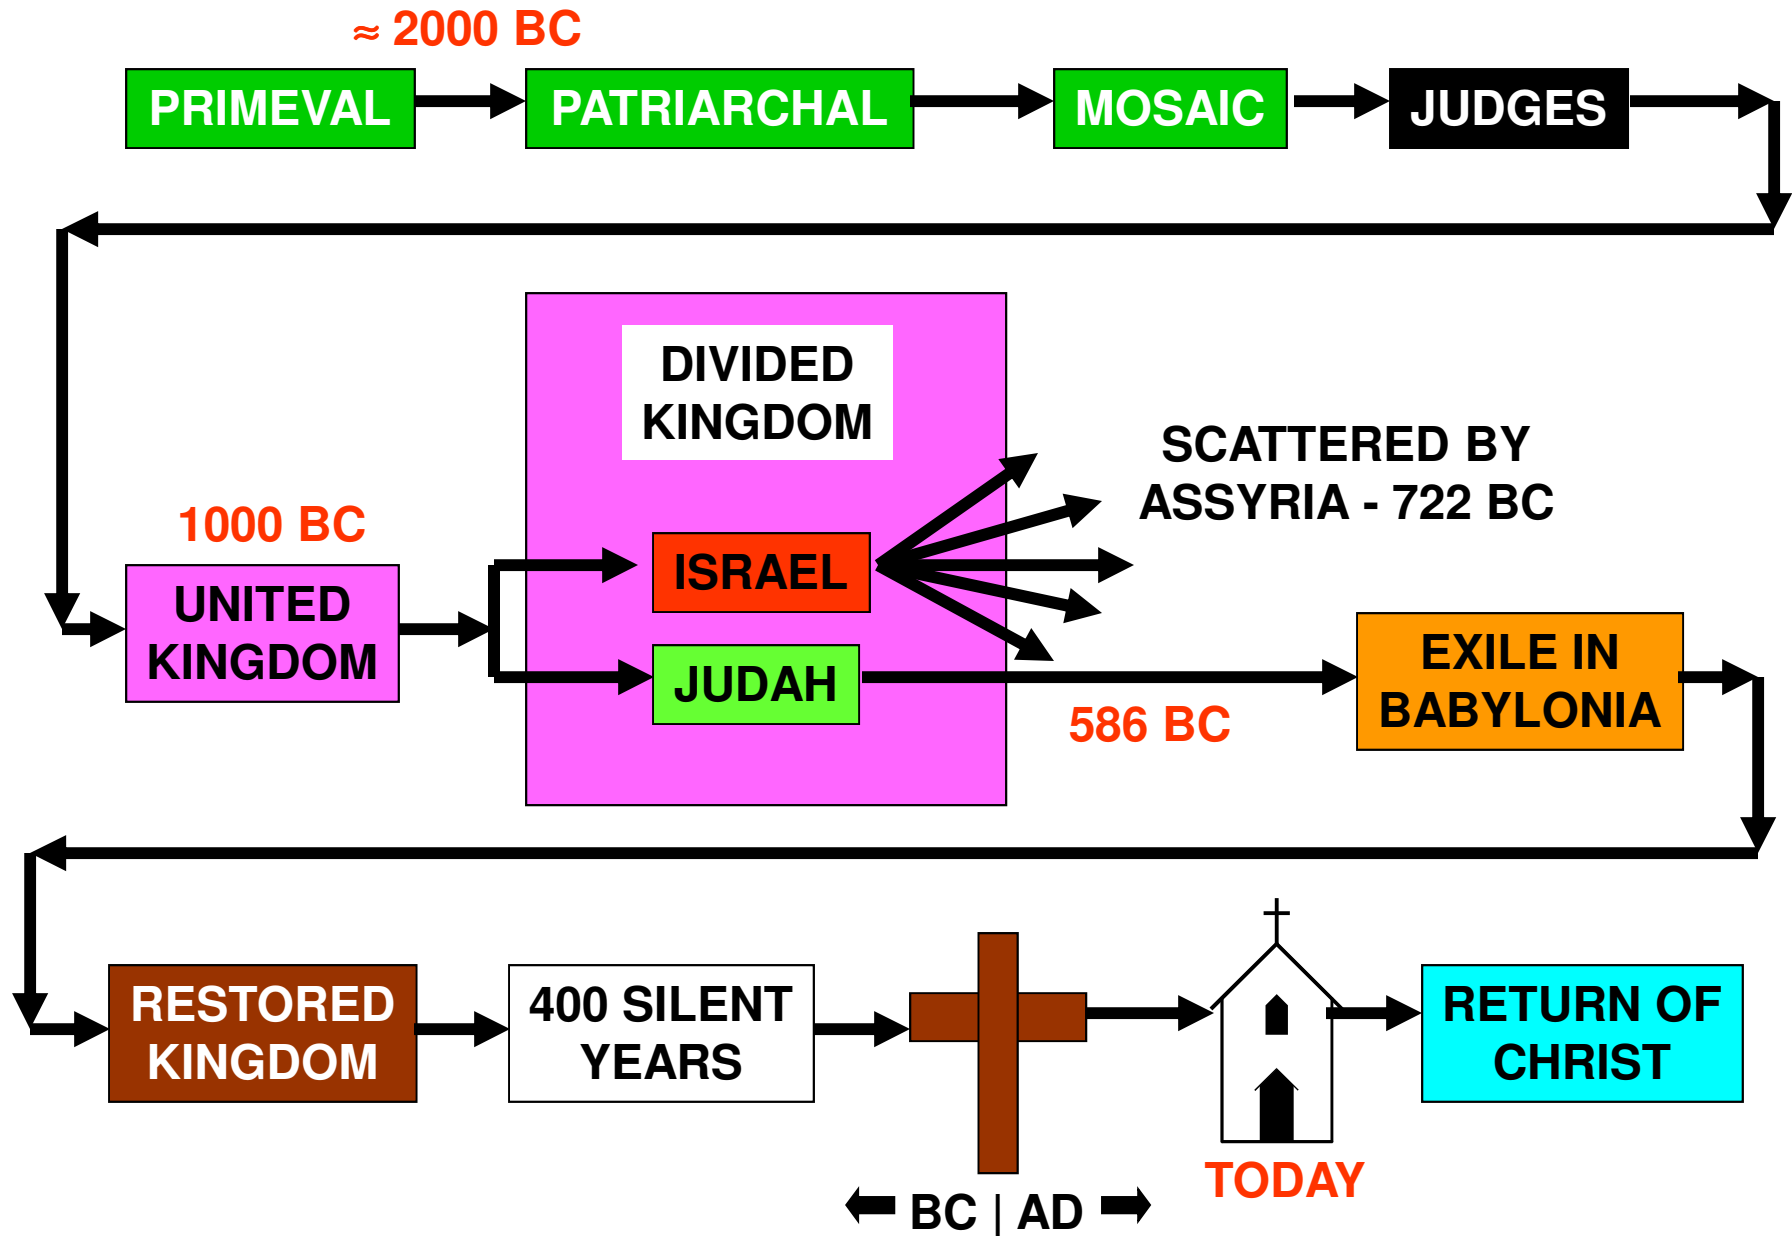 ≈ 2000 BC
PRIMEVAL
PATRIARCHAL
MOSAIC
JUDGES
DIVIDED
KINGDOM
SCATTERED BY
ASSYRIA - 722 BC
1000 BC
UNITED
KINGDOM
ISRAEL
JUDAH
586 BC
EXILE IN
BABYLONIA
RESTORED
KINGDOM
400 SILENT
YEARS
RETURN OF
CHRIST
TODAY
BC | AD